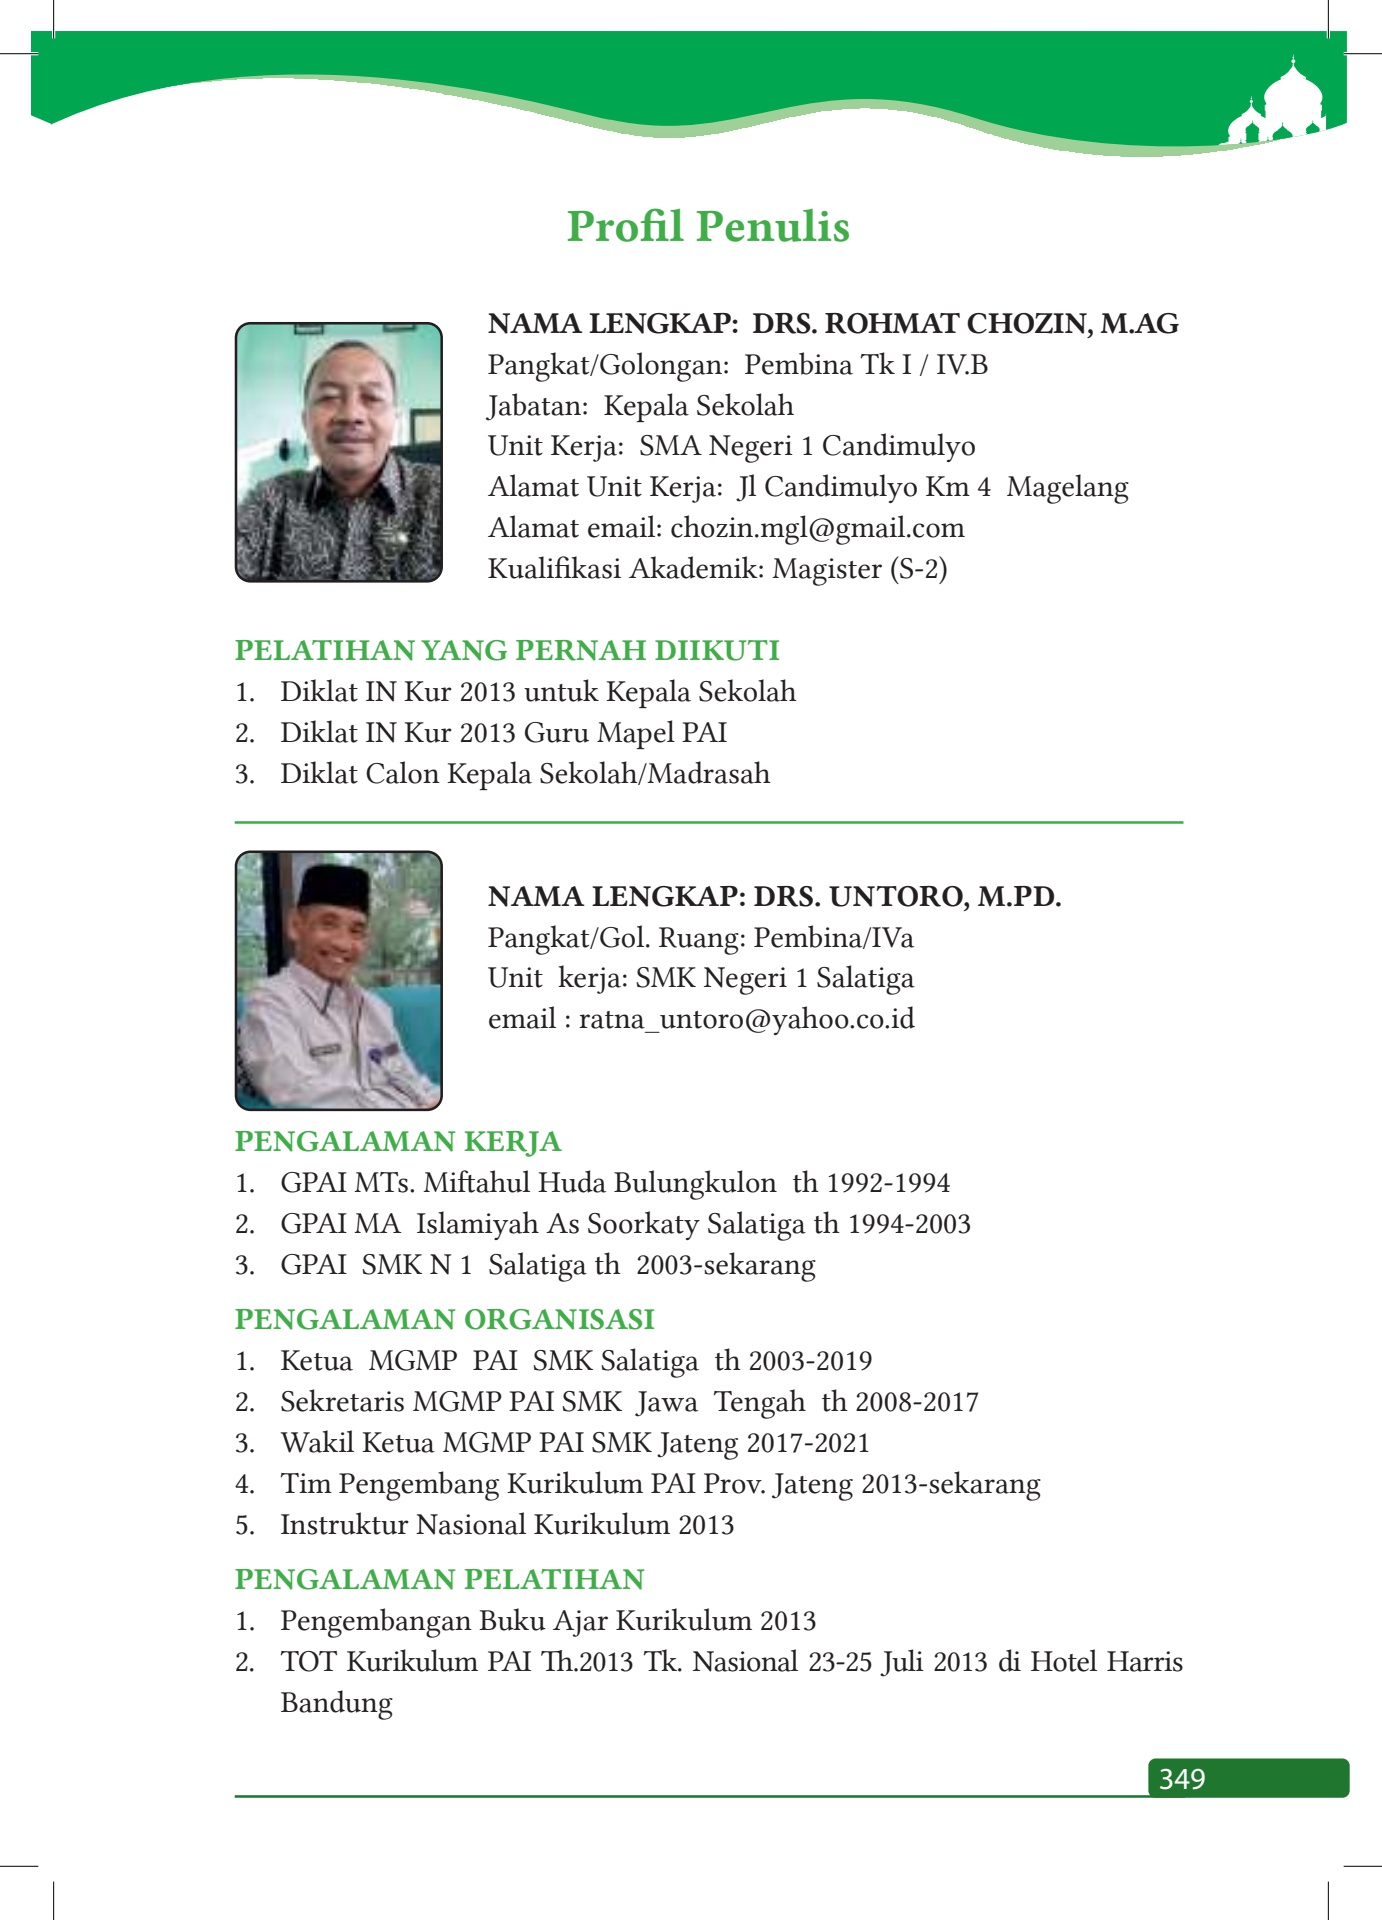 Profil Penulis
NAMA LENGKAP: DRS. ROHMAT CHOZIN, M.AG
Pangkat/Golongan: Pembina Tk I / IV.B
Jabatan: Kepala Sekolah
Unit Kerja: SMA Negeri 1 Candimulyo
Alamat Unit Kerja: Jl Candimulyo Km 4 Magelang
Alamat email: chozin.mgl@gmail.com
Kualifikasi Akademik: Magister (S-2)
PELATIHAN YANG PERNAH DIIKUTI
1. Diklat IN Kur 2013 untuk Kepala Sekolah
2. Diklat IN Kur 2013 Guru Mapel PAI
3. Diklat Calon Kepala Sekolah/Madrasah
NAMA LENGKAP: DRS. UNTORO, M.PD.
Pangkat/Gol. Ruang: Pembina/IVa
Unit kerja: SMK Negeri 1 Salatiga
email : ratna_untoro@yahoo.co.id
PENGALAMAN KERJA
1. GPAI MTs. Miftahul Huda Bulungkulon th 1992-1994
2. GPAI MA Islamiyah As Soorkaty Salatiga th 1994-2003
3. GPAI SMK N 1 Salatiga th 2003-sekarang
PENGALAMAN ORGANISASI
1. Ketua MGMP PAI SMK Salatiga th 2003-2019
2. Sekretaris MGMP PAI SMK Jawa Tengah th 2008-2017
3. Wakil Ketua MGMP PAI SMK Jateng 2017-2021
4. Tim Pengembang Kurikulum PAI Prov. Jateng 2013-sekarang
5. Instruktur Nasional Kurikulum 2013
PENGALAMAN PELATIHAN
1. Pengembangan Buku Ajar Kurikulum 2013
2. TOT Kurikulum PAI Th.2013 Tk. Nasional 23-25 Juli 2013 di Hotel Harris
Bandung
349